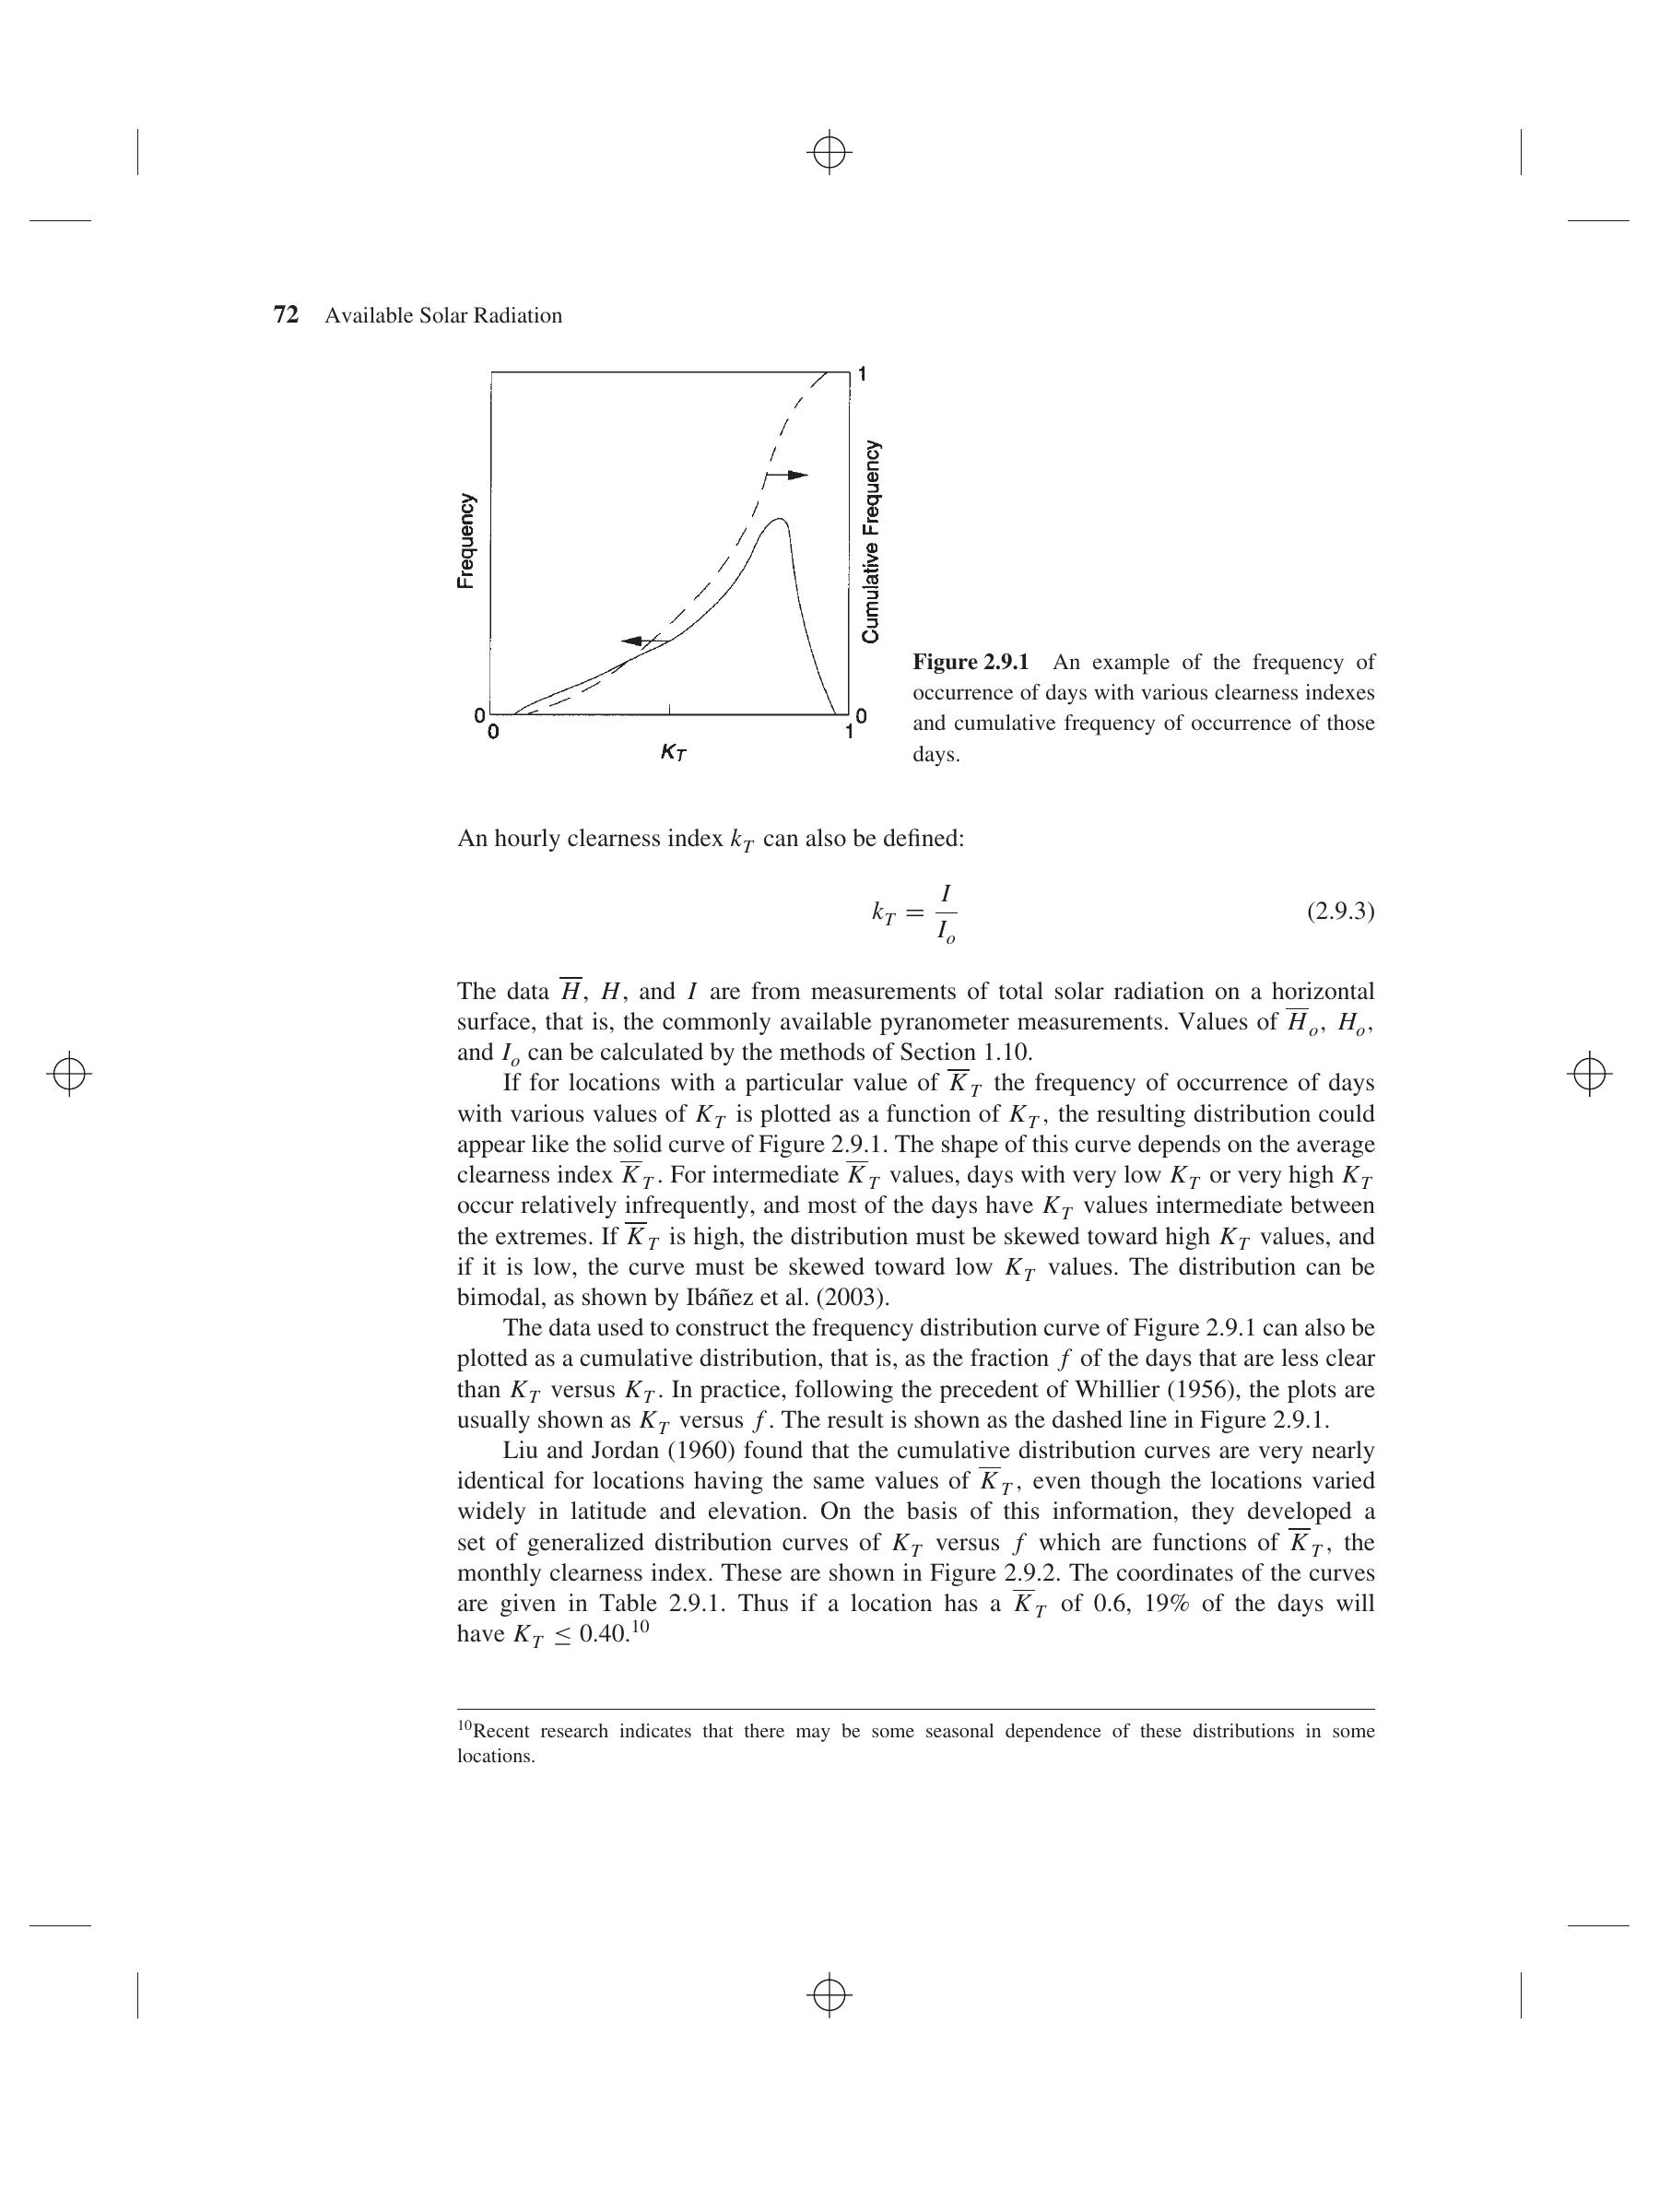 72 Available Solar Radiation
1
Frequency
Cumulative Frequency
0
0
0
1
K_T
Figure 2.9.1 An example of the frequency of
occurrence of days with various clearness indexes
and cumulative frequency of occurrence of those
days.
An hourly clearness index k_T can also be defined:
k_T = I / I_o (2.9.3)
The data H̅, H, and I are from measurements of total solar radiation on a horizontal
surface, that is, the commonly available pyranometer measurements. Values of H̅_o, H_o,
and I_o can be calculated by the methods of Section 1.10.
If for locations with a particular value of K̅_T the frequency of occurrence of days
with various values of K_T is plotted as a function of K_T, the resulting distribution could
appear like the solid curve of Figure 2.9.1. The shape of this curve depends on the average
clearness index K̅_T. For intermediate K̅_T values, days with very low K_T or very high K_T
occur relatively infrequently, and most of the days have K_T values intermediate between
the extremes. If K̅_T is high, the distribution must be skewed toward high K_T values, and
if it is low, the curve must be skewed toward low K_T values. The distribution can be
bimodal, as shown by Ibáñez et al. (2003).
The data used to construct the frequency distribution curve of Figure 2.9.1 can also be
plotted as a cumulative distribution, that is, as the fraction f of the days that are less clear
than K_T versus K_T. In practice, following the precedent of Whillier (1956), the plots are
usually shown as K_T versus f. The result is shown as the dashed line in Figure 2.9.1.
Liu and Jordan (1960) found that the cumulative distribution curves are very nearly
identical for locations having the same values of K̅_T, even though the locations varied
widely in latitude and elevation. On the basis of this information, they developed a
set of generalized distribution curves of K_T versus f which are functions of K̅_T, the
monthly clearness index. These are shown in Figure 2.9.2. The coordinates of the curves
are given in Table 2.9.1. Thus if a location has a K̅_T of 0.6, 19% of the days will
have K_T ≤ 0.40.¹⁰
¹⁰Recent research indicates that there may be some seasonal dependence of these distributions in some
locations.